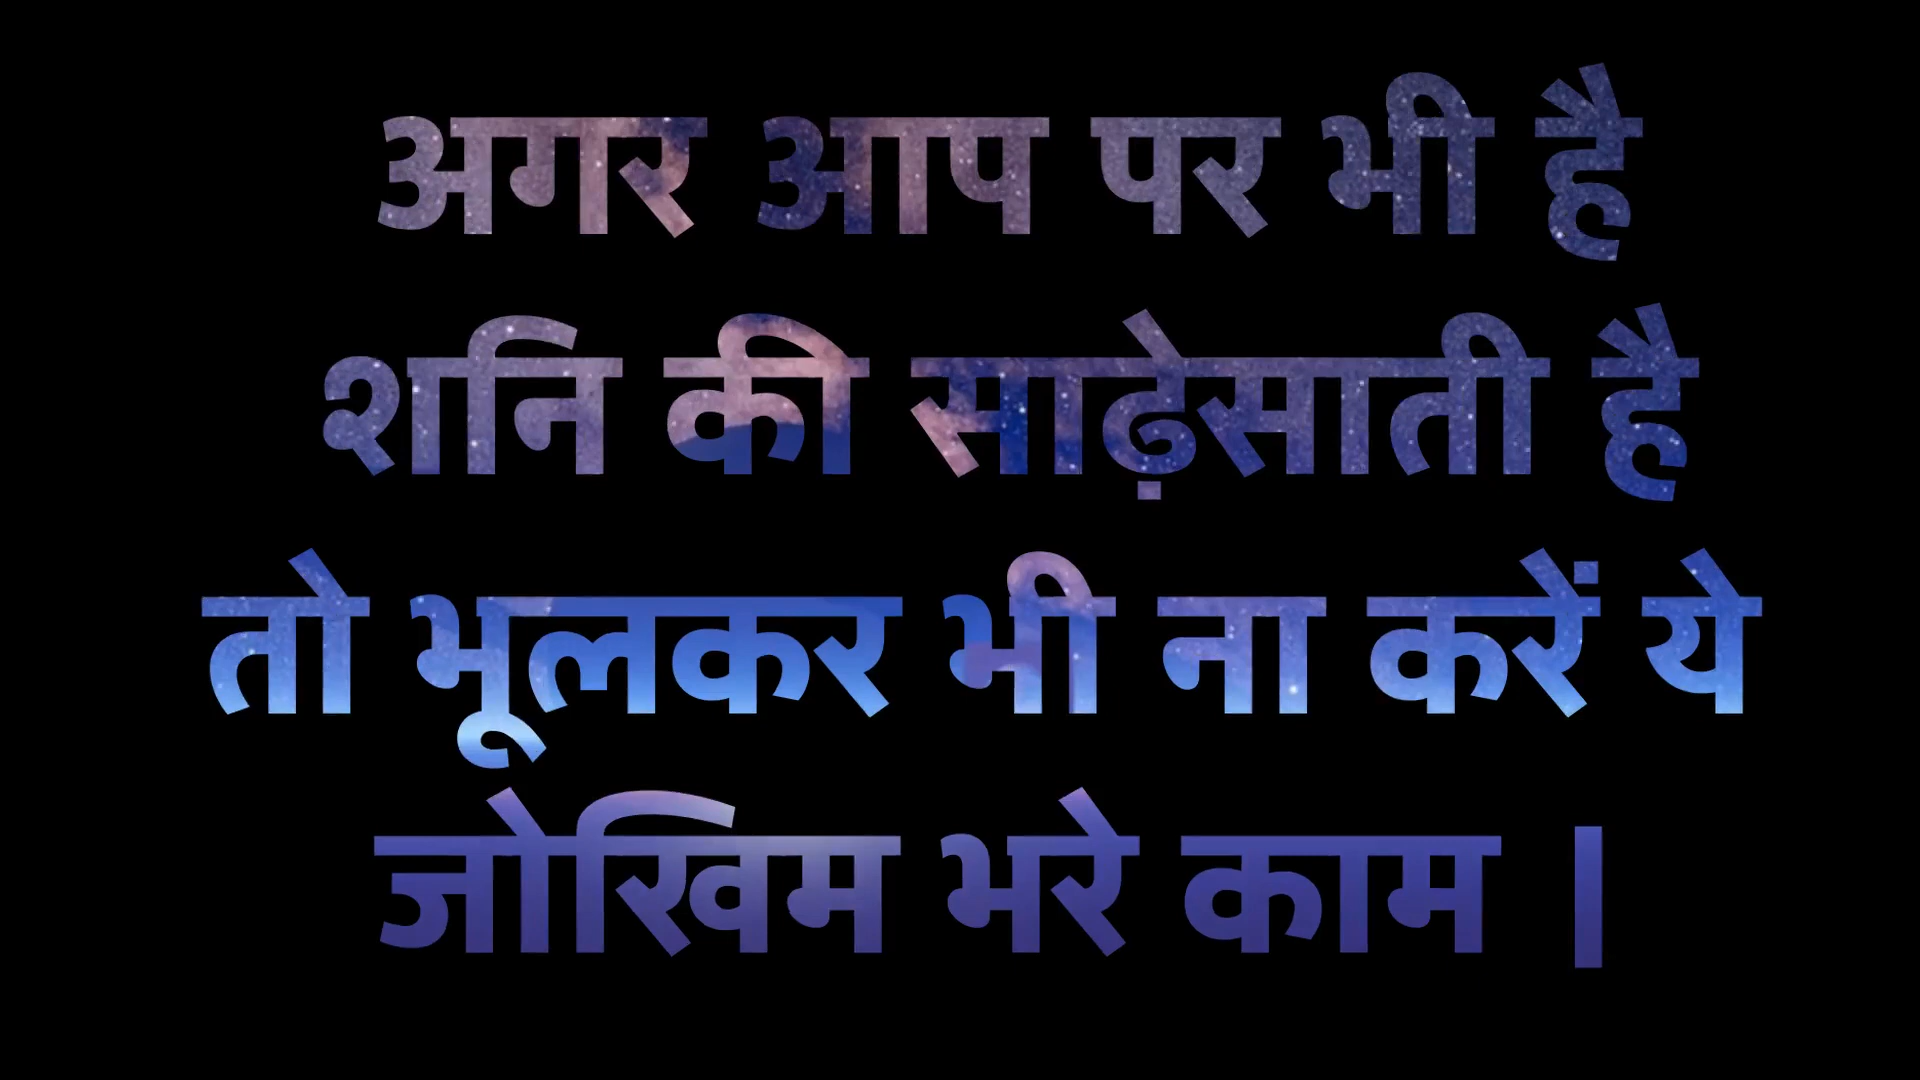 अगर आप पर भी है
शनि की साढ़ेसाती है
तो भूलकर भी ना करें ये
जोखिम भरे काम |